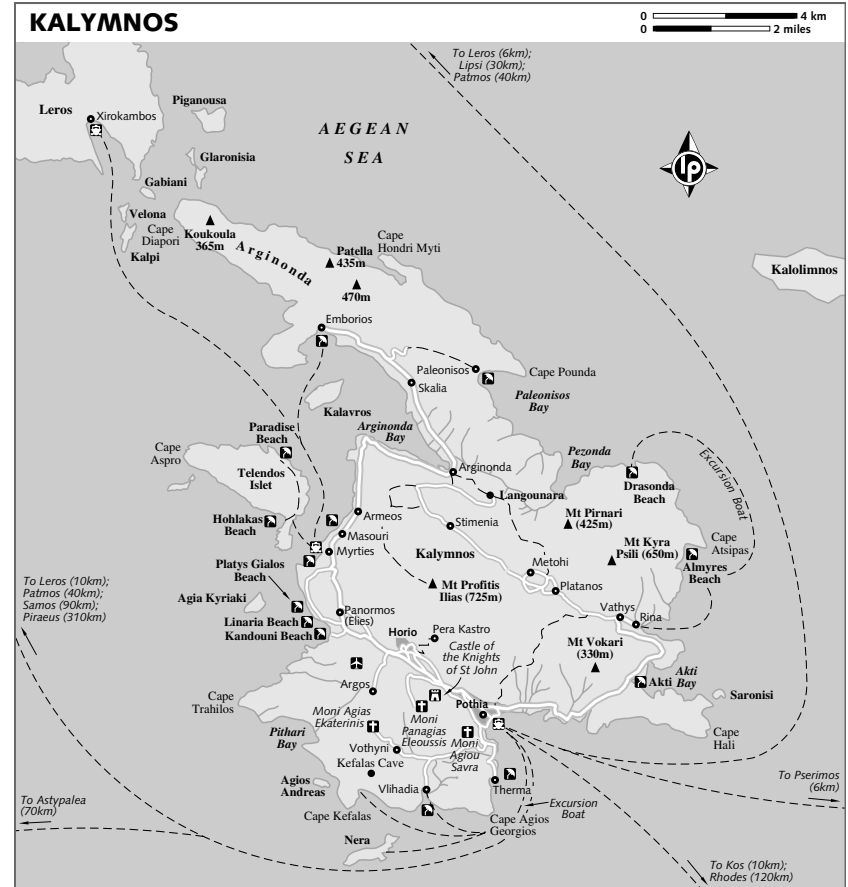 KALYMNOS
0 4 km
0 2 miles
To Leros (6km);
Lipsi (30km);
Patmos (40km)
Leros
Xirokambos
Piganousa
AEGEAN
SEA
lp
Glaronisia
Gabiani
Velona
Cape
Diapori
Kalpi
Koukoula
365m
Arginonda
Patella
435m
Cape
Hondri Myti
470m
Kalolimnos
Emborios
Paleonisos
Skalia
Cape Pounda
Paleonisos
Bay
Kalavros
Arginonda
Bay
Paradise
Beach
Cape
Aspro
Telendos
Islet
Pezonda
Bay
Excursion Boat
Arginonda
Drasonda
Beach
Langounara
Hohlakas
Beach
Armeos
Stimenia
Mt Pirnari
(425m)
Masouri
Myrties
Kalymnos
Mt Kyra
Psili (650m)
Cape
Atsipas
Almyres
Beach
Platys Gialos
Beach
Metohi
Platanos
Mt Profitis
Ilias (725m)
To Leros (10km);
Patmos (40km);
Samos (90km);
Piraeus (310km)
Agia Kyriaki
Panormos
(Elies)
Vathys
Rina
Linaria Beach
Kandouni Beach
Horio
Pera Kastro
Castle of
the Knights
of St John
Mt Vokari
(330m)
Akti
Akti
Bay
Saronisi
Argos
Cape
Trahilos
Moni Agias
Ekaterinis
Moni
Panagias
Eleoussis
Pothia
Cape
Hali
Pithari
Bay
Vothyni
Moni
Agiou
Savra
Kefalas Cave
Agios
Andreas
Vlihadia
Therma
To Pserimos
(6km)
To Astypalea
(70km)
Cape Kefalas
Cape Agios
Georgios
Excursion
Boat
Nera
To Kos (10km);
Rhodes (120km)